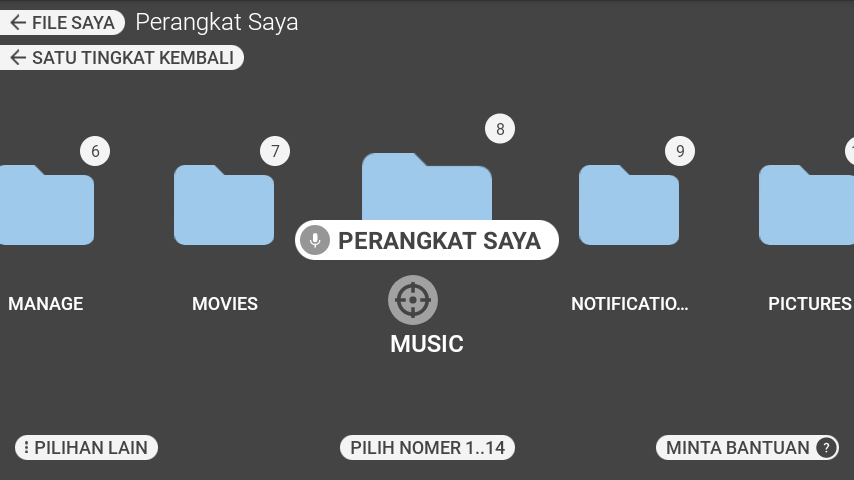 FILE SAYA
Perangkat Saya
SATU TINGKAT KEMBALI
6
7
8
9
PERANGKAT SAYA
MANAGE
MOVIES
NOTIFICATIO...
PICTURES
MUSIC
PILIHAN LAIN
PILIH NOMER 1..14
MINTA BANTUAN ?